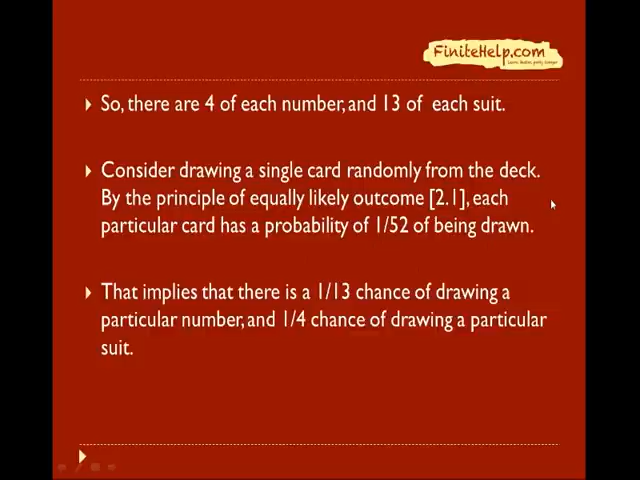 FiniteHelp.com
So, there are 4 of each number, and 13 of each suit.
Consider drawing a single card randomly from the deck.
By the principle of equally likely outcome [2.1], each
particular card has a probability of 1/52 of being drawn.
That implies that there is a 1/13 chance of drawing a
particular number, and 1/4 chance of drawing a particular
suit.